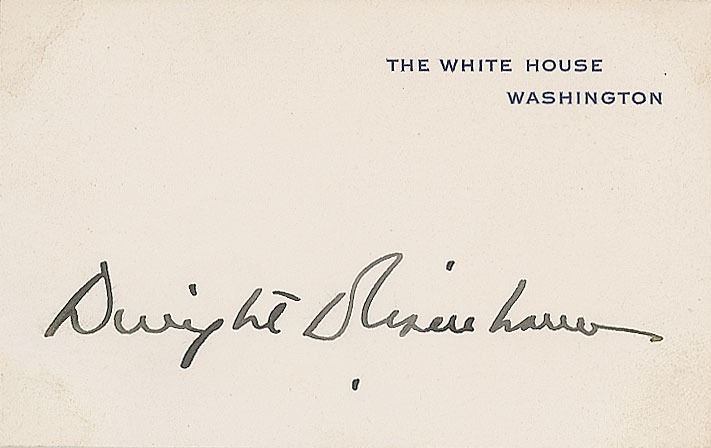 THE WHITE HOUSE
WASHINGTON
Dwight D Eisenhower